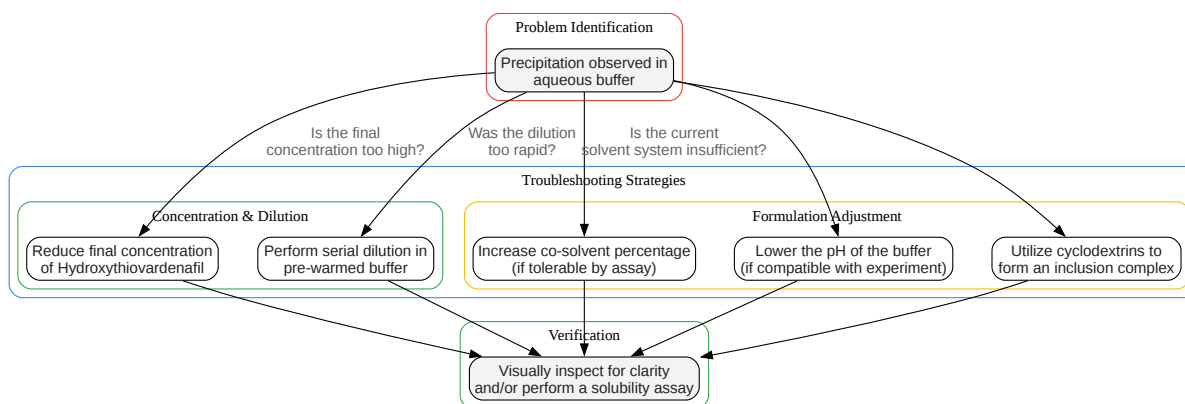 Problem Identification
Precipitation observed in
aqueous buffer
Is the final
concentration too high?
Was the dilution
too rapid?
Is the current
solvent system insufficient?
Troubleshooting Strategies
Concentration & Dilution
Formulation Adjustment
Reduce final concentration
of Hydroxythiovardenafil
Perform serial dilution in
pre-warmed buffer
Increase co-solvent percentage
(if tolerable by assay)
Lower the pH of the buffer
(if compatible with experiment)
Utilize cyclodextrins to
form an inclusion complex
Verification
Visually inspect for clarity
and/or perform a solubility assay